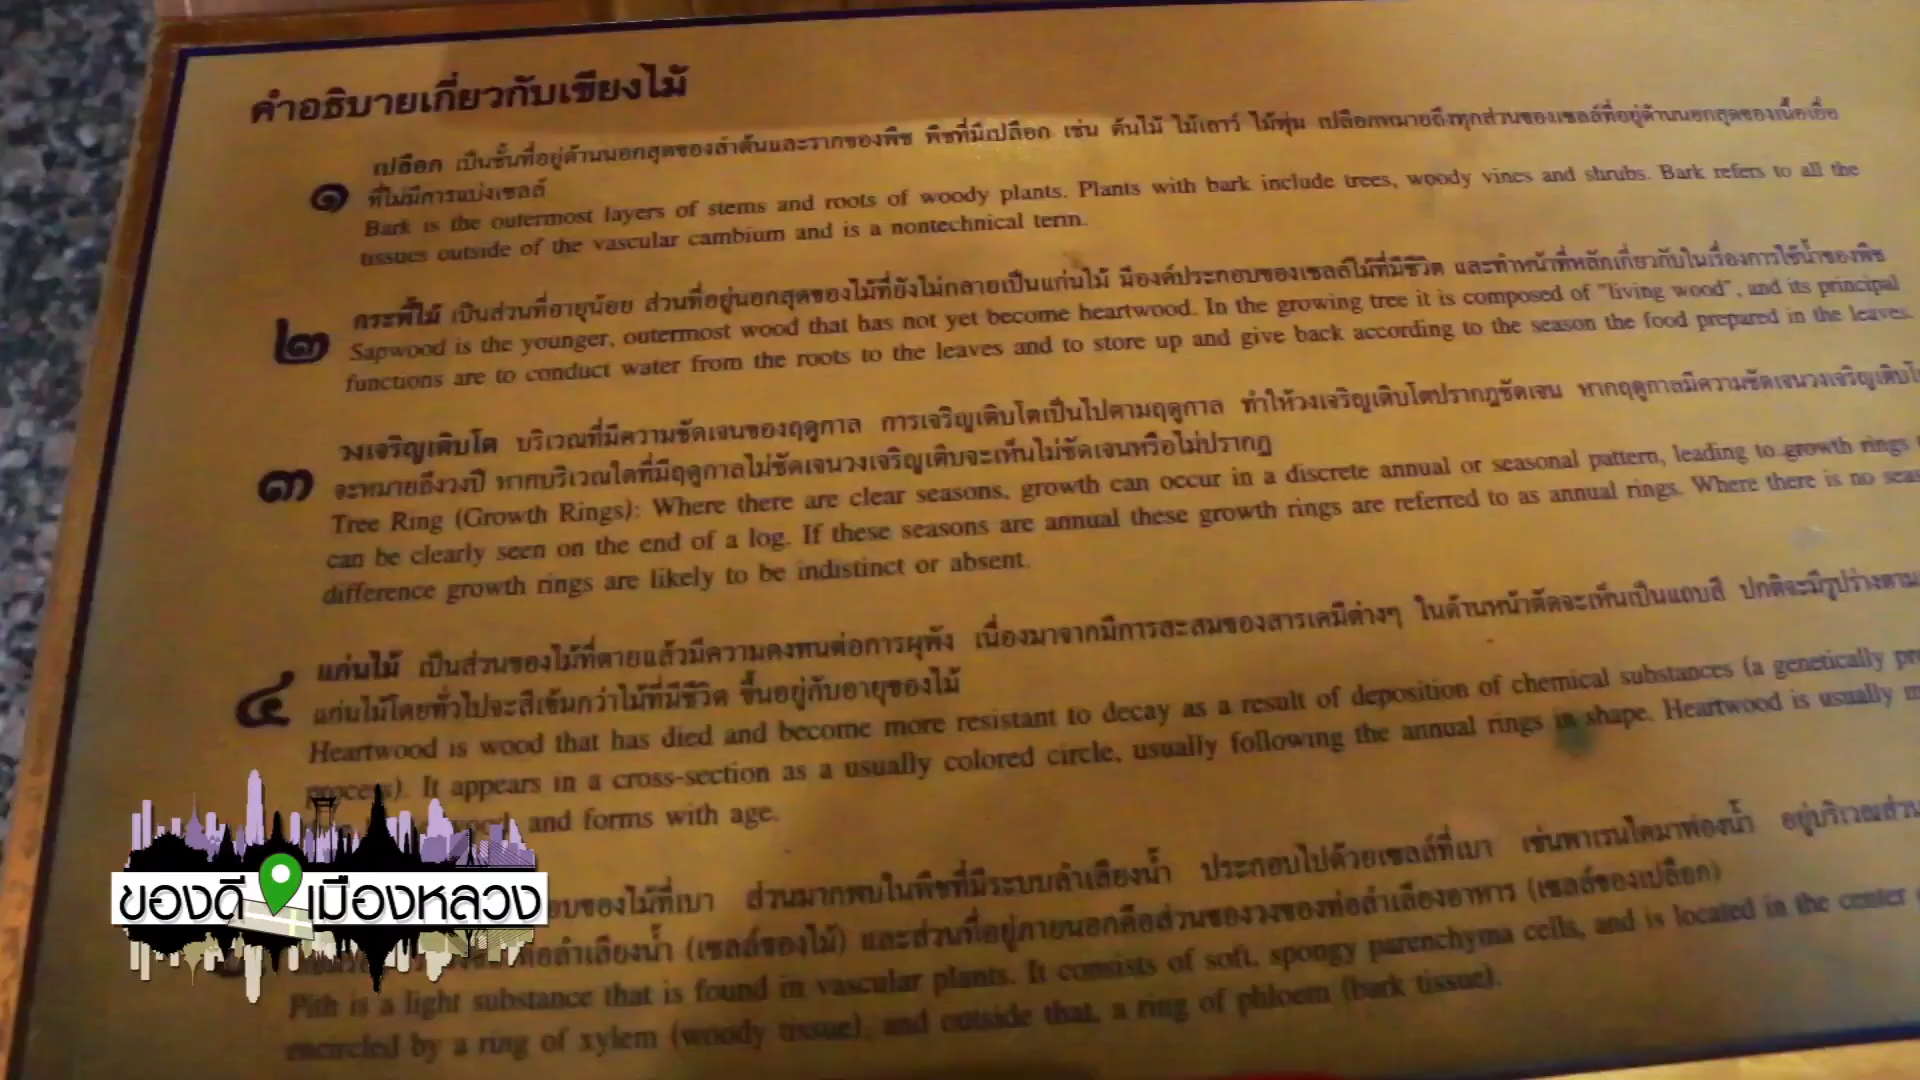 คำอธิบายเกี่ยวกับเขียงไม้
๑
เปลือก เป็นชั้นที่อยู่ด้านนอกสุดของลำต้นและรากของพืช พืชที่มีเปลือก เช่น ต้นไม้ ไม้เถาว์ ไม้พุ่ม เปลือกหมายถึงทุกส่วนของเซลล์ที่อยู่ด้านนอกสุดของเนื้อเยื่อ
ที่ไม่มีการแบ่งเซลล์
Bark is the outermost layers of stems and roots of woody plants. Plants with bark include trees, woody vines and shrubs. Bark refers to all the
tissues outside of the vascular cambium and is a nontechnical term.
๒
กระพี้ไม้ เป็นส่วนที่อายุน้อย ส่วนที่อยู่นอกสุดของไม้ที่ยังไม่กลายเป็นแก่นไม้ มีองค์ประกอบของเซลล์ไม้ที่มีชีวิต และทำหน้าที่หลักเกี่ยวกับในเรื่องการใช้น้ำของพืช
Sapwood is the younger, outermost wood that has not yet become heartwood. In the growing tree it is composed of "living wood", and its principal
functions are to conduct water from the roots to the leaves and to store up and give back according to the season the food prepared in the leaves.
๓
วงเจริญเติบโต บริเวณที่มีความชัดเจนของฤดูกาล การเจริญเติบโตเป็นไปตามฤดูกาล ทำให้วงเจริญเติบโตปรากฏชัดเจน หากฤดูกาลมีความชัดเจนวงเจริญเติบโ
จะหมายถึงวงปี หากบริเวณใดที่มีฤดูกาลไม่ชัดเจนวงเจริญเติบจะเห็นไม่ชัดเจนหรือไม่ปรากฏ
Tree Ring (Growth Rings): Where there are clear seasons, growth can occur in a discrete annual or seasonal pattern, leading to growth rings
can be clearly seen on the end of a log. If these seasons are annual these growth rings are referred to as annual rings. Where there is no seas
difference growth rings are likely to be indistinct or absent.
๔
แก่นไม้ เป็นส่วนของไม้ที่ตายแล้วมีความคงทนต่อการผุพัง เนื่องมาจากมีการสะสมของสารเคมีต่างๆ ในด้านหน้าตัดจะเห็นเป็นแถบสี ปกติจะมีรูปร่างตาม
แก่นไม้โดยทั่วไปจะสีเข้มกว่าไม้ที่มีชีวิต ขึ้นอยู่กับอายุของไม้
Heartwood is wood that has died and become more resistant to decay as a result of deposition of chemical substances (a genetically pr
process). It appears in a cross-section as a usually colored circle, usually following the annual rings in shape. Heartwood is usually m
and forms with age.
อบของไม้ที่เบา ส่วนมากพบในพืชที่มีระบบลำเลียงน้ำ ประกอบไปด้วยเซลล์ที่เบา เช่นพาเรนไคมาฟองน้ำ อยู่บริเวณส่วน
ท่อลำเลียงน้ำ (เซลล์ของไม้) และส่วนที่อยู่ภายนอกคือส่วนของวงของท่อลำเลียงอาหาร (เซลล์ของเปลือก)
Pith is a light substance that is found in vascular plants. It consists of soft, spongy parenchyma cells, and is located in the center
encircled by a ring of xylem (woody tissue), and outside that, a ring of phloem (bark tissue).
ของดี เมืองหลวง